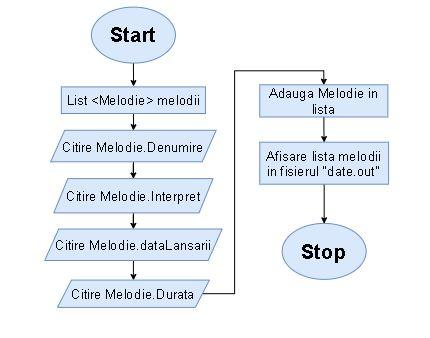 Start
List <Melodie> melodii
Citire Melodie.Denumire
Citire Melodie.Interpret
Citire Melodie.dataLansarii
Citire Melodie.Durata
Adauga Melodie in
lista
Afisare lista melodii
in fisierul "date.out"
Stop